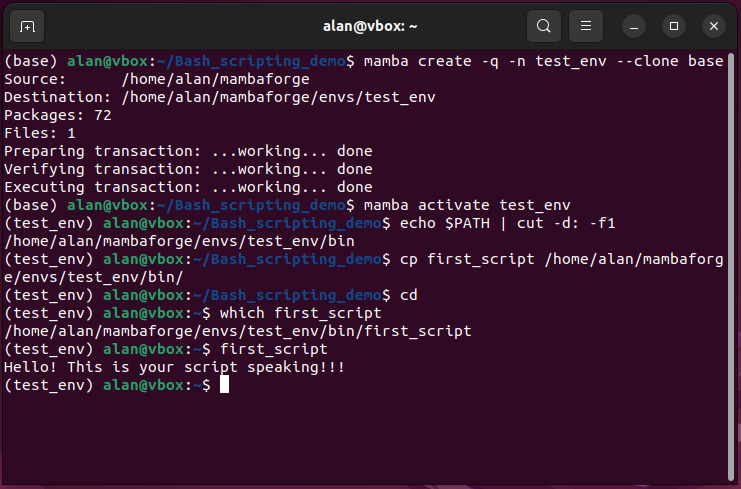 alan@vbox: ~
(base) alan@vbox:~/Bash_scripting_demo$ mamba create -q -n test_env --clone base
Source:      /home/alan/mambaforge
Destination: /home/alan/mambaforge/envs/test_env
Packages: 72
Files: 1
Preparing transaction: ...working... done
Verifying transaction: ...working... done
Executing transaction: ...working... done
(base) alan@vbox:~/Bash_scripting_demo$ mamba activate test_env
(test_env) alan@vbox:~/Bash_scripting_demo$ echo $PATH | cut -d: -f1
/home/alan/mambaforge/envs/test_env/bin
(test_env) alan@vbox:~/Bash_scripting_demo$ cp first_script /home/alan/mambaforg
e/envs/test_env/bin/
(test_env) alan@vbox:~/Bash_scripting_demo$ cd
(test_env) alan@vbox:~$ which first_script
/home/alan/mambaforge/envs/test_env/bin/first_script
(test_env) alan@vbox:~$ first_script
Hello! This is your script speaking!!!
(test_env) alan@vbox:~$